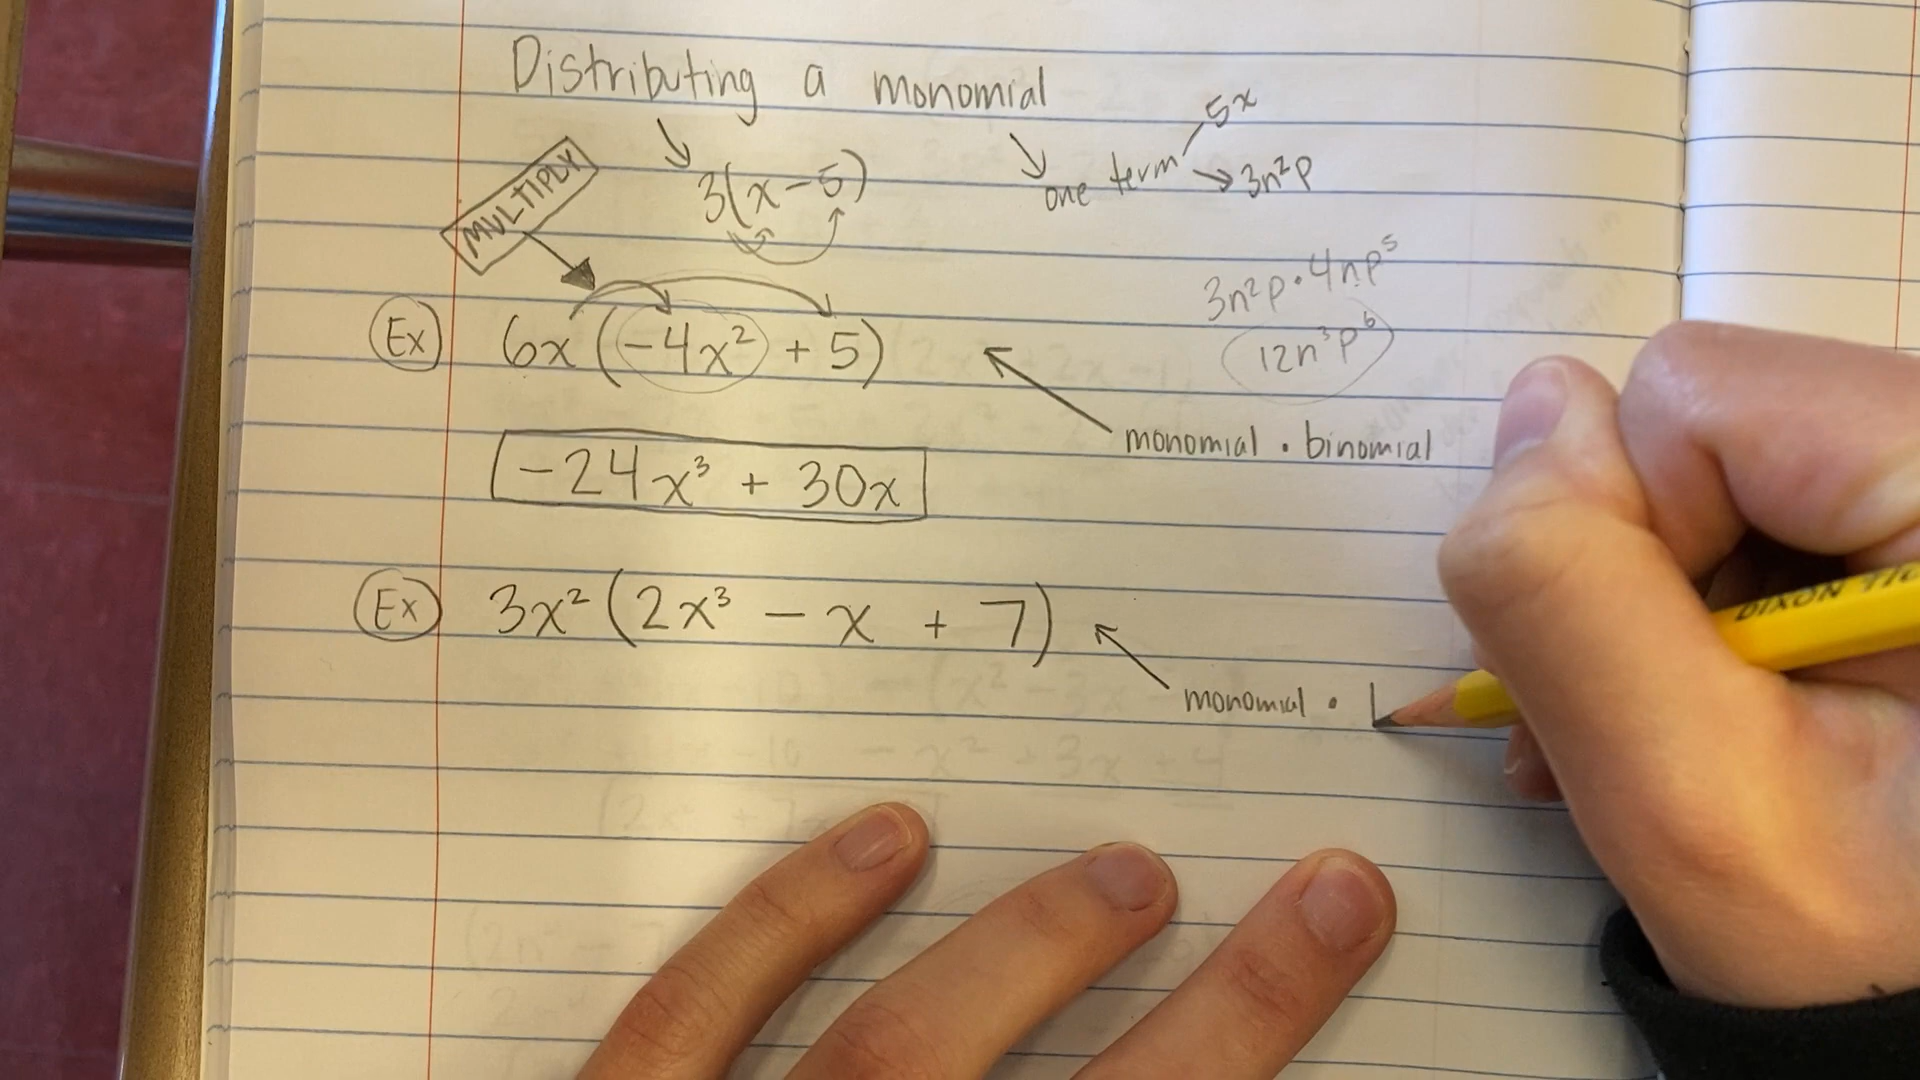 Distributing a monomial
5x
MULTIPLY
3(x-5)
one term
3n²p
3n²p · 4np⁵
12n³p⁶
Ex 6x(-4x² + 5)
monomial · binomial
-24x³ + 30x
Ex 3x²(2x³ - x + 7)
monomial ·
DIXON